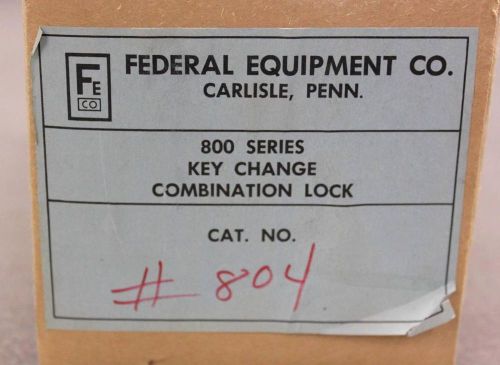 FE
CO
FEDERAL EQUIPMENT CO.
CARLISLE, PENN.
800 SERIES
KEY CHANGE
COMBINATION LOCK
CAT. NO.
# 804